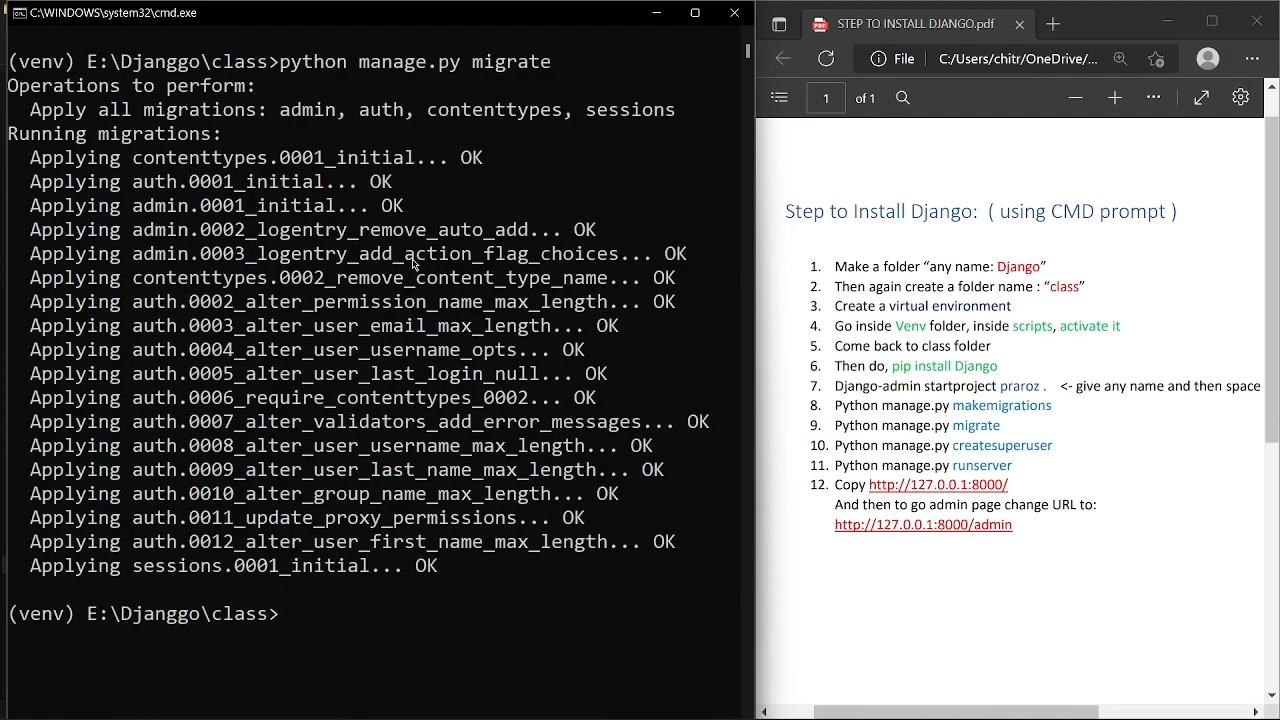 C:\WINDOWS\system32\cmd.exe
(venv) E:\Djanggo\class>python manage.py migrate
Operations to perform:
Apply all migrations: admin, auth, contenttypes, sessions
Running migrations:
Applying contenttypes.0001_initial... OK
Applying auth.0001_initial... OK
Applying admin.0001_initial... OK
Applying admin.0002_logentry_remove_auto_add... OK
Applying admin.0003_logentry_add_action_flag_choices... OK
Applying contenttypes.0002_remove_content_type_name... OK
Applying auth.0002_alter_permission_name_max_length... OK
Applying auth.0003_alter_user_email_max_length... OK
Applying auth.0004_alter_user_username_opts... OK
Applying auth.0005_alter_user_last_login_null... OK
Applying auth.0006_require_contenttypes_0002... OK
Applying auth.0007_alter_validators_add_error_messages... OK
Applying auth.0008_alter_user_username_max_length... OK
Applying auth.0009_alter_user_last_name_max_length... OK
Applying auth.0010_alter_group_name_max_length... OK
Applying auth.0011_update_proxy_permissions... OK
Applying auth.0012_alter_user_first_name_max_length... OK
Applying sessions.0001_initial... OK
(venv) E:\Djanggo\class>
STEP TO INSTALL DJANGO.pdf
File C:/Users/chitr/OneDrive/...
1 of 1
Step to Install Django: ( using CMD prompt )
1. Make a folder “any name: Django”
2. Then again create a folder name : “class”
3. Create a virtual environment
4. Go inside Venv folder, inside scripts, activate it
5. Come back to class folder
6. Then do, pip install Django
7. Django-admin startproject praroz . <- give any name and then space
8. Python manage.py makemigrations
9. Python manage.py migrate
10. Python manage.py createsuperuser
11. Python manage.py runserver
12. Copy http://127.0.0.1:8000/
And then to go admin page change URL to:
http://127.0.0.1:8000/admin